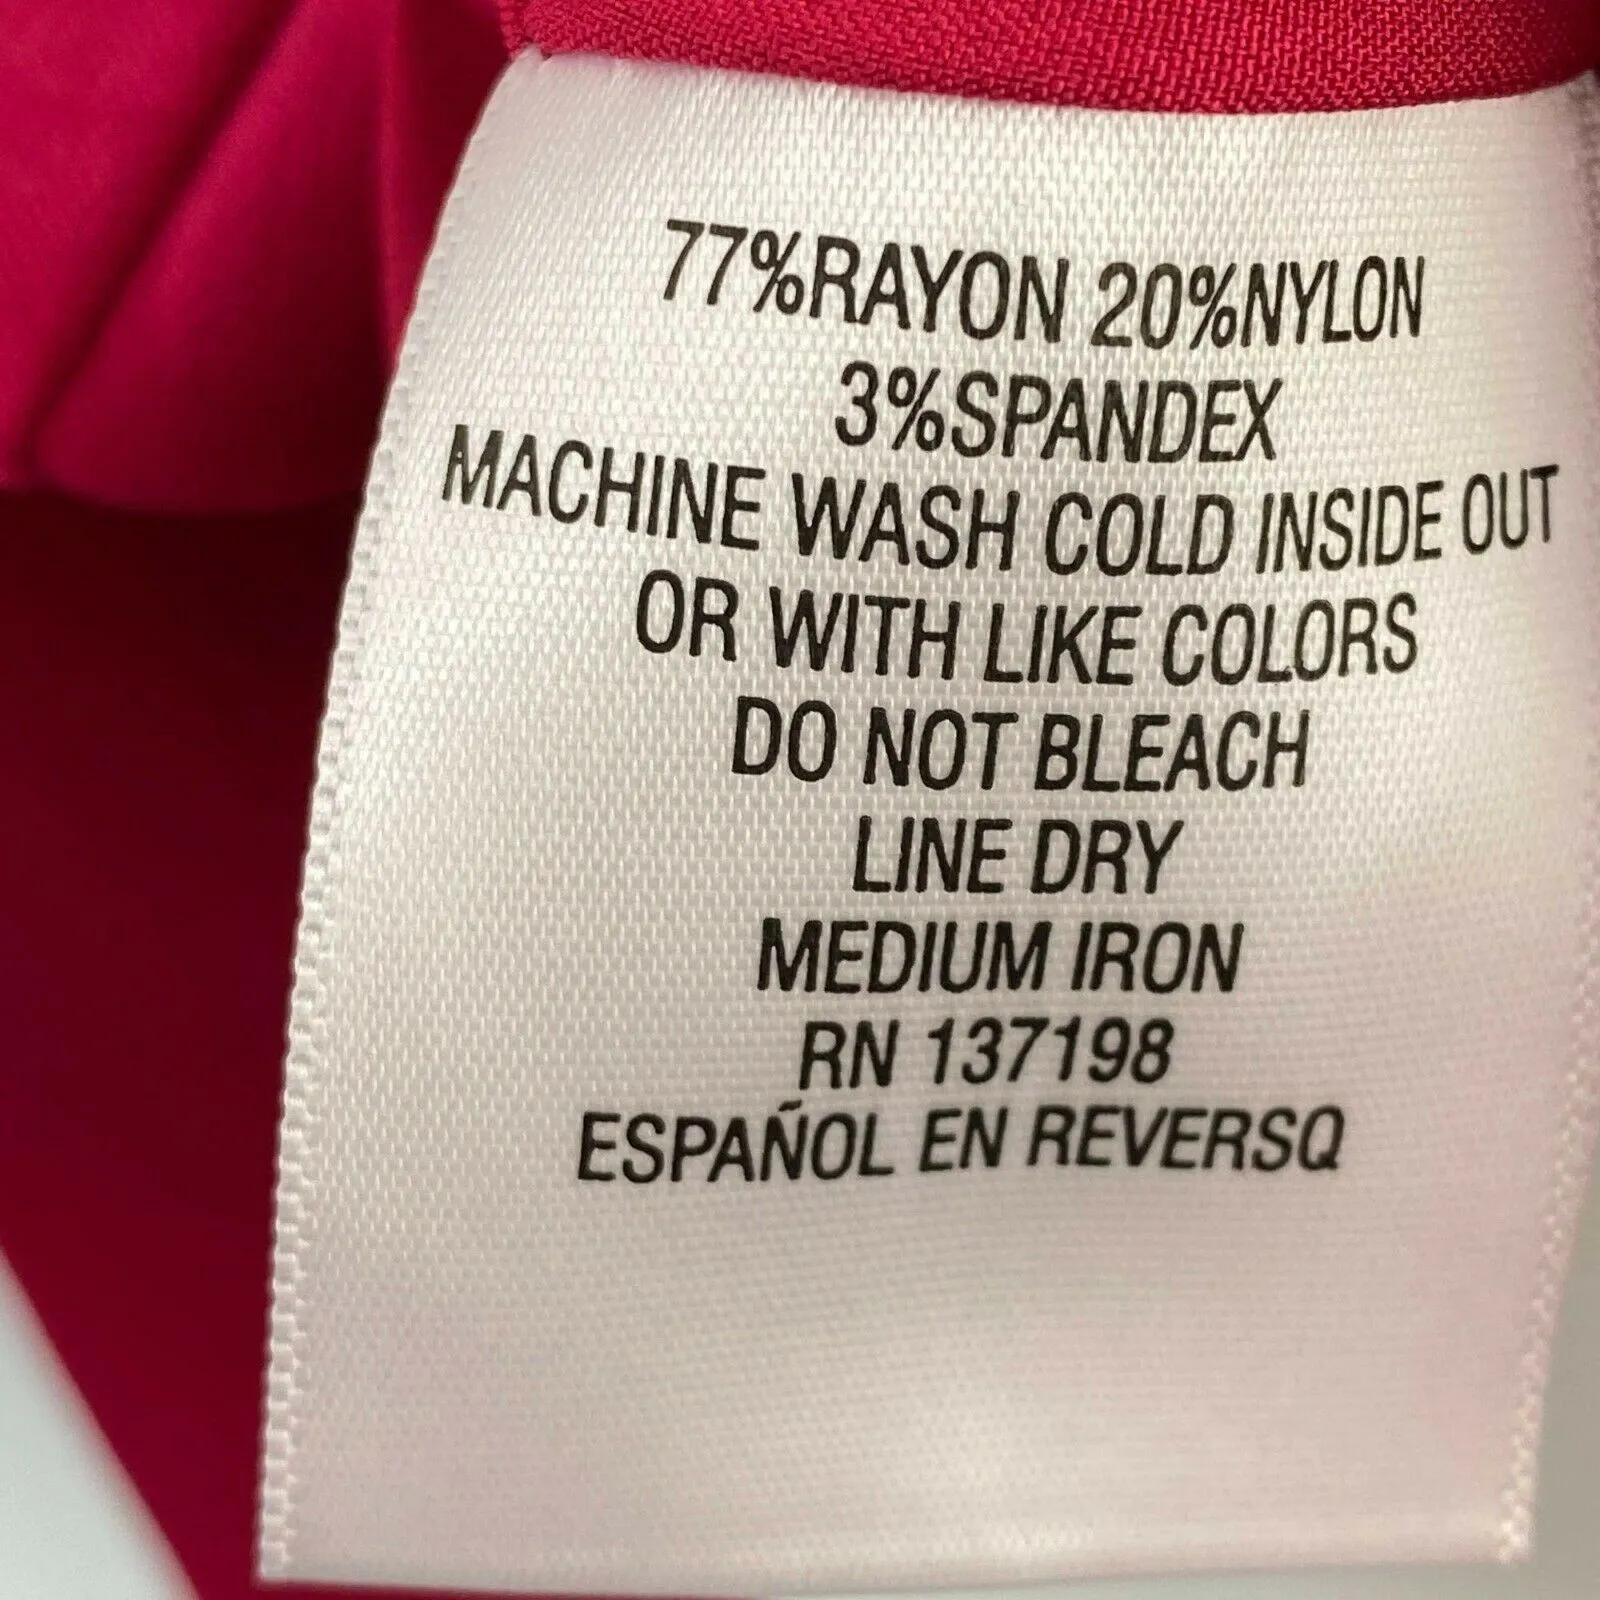 77%RAYON 20%NYLON
3%SPANDEX
MACHINE WASH COLD INSIDE OUT
OR WITH LIKE COLORS
DO NOT BLEACH
LINE DRY
MEDIUM IRON
RN 137198
ESPAÑOL EN REVERSQ